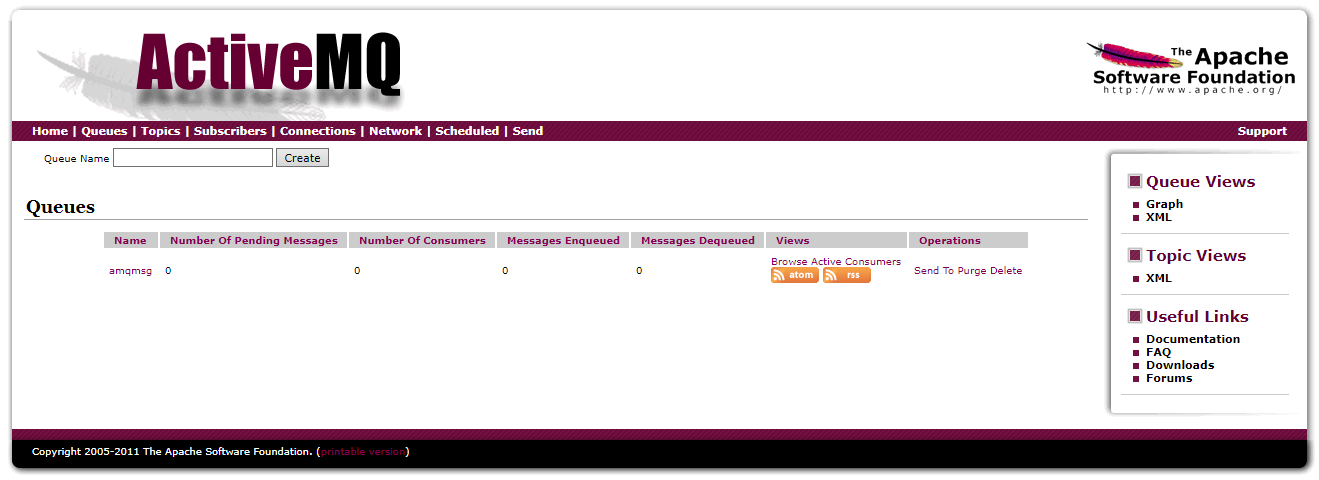 ActiveMQ
The Apache
Software Foundation
http://www.apache.org/
Home | Queues | Topics | Subscribers | Connections | Network | Scheduled | Send
Support
Queue Name Create
Queues
Name Number Of Pending Messages Number Of Consumers Messages Enqueued Messages Dequeued Views Operations
amqmsg 0 0 0 0 Browse Active Consumers Send To Purge Delete
atom rss
Queue Views
Graph
XML
Topic Views
XML
Useful Links
Documentation
FAQ
Downloads
Forums
Copyright 2005-2011 The Apache Software Foundation. (printable version)